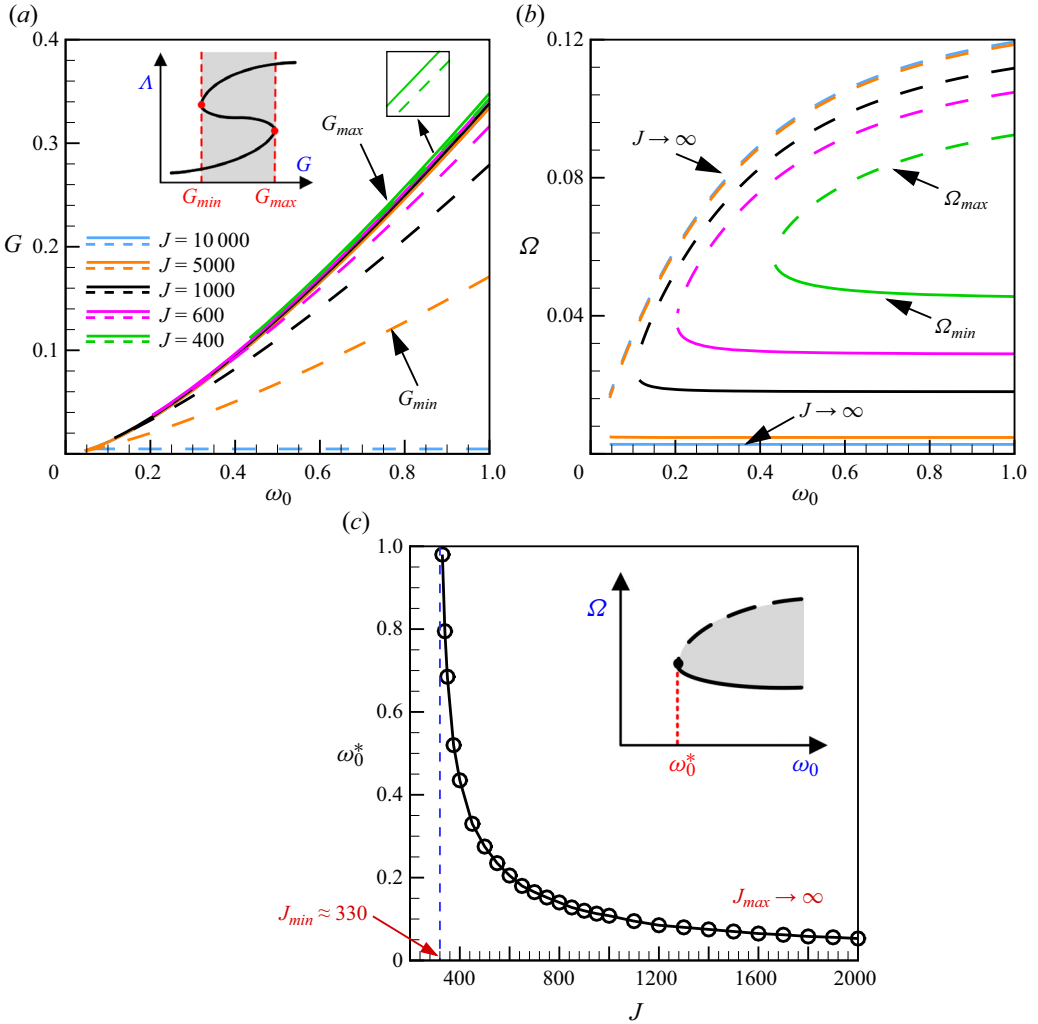 (a)
(b)
0.4
0.3
0.2
0.1
0
G
Λ
G
G_min
G_max
G_max
G_min
J = 10 000
J = 5000
J = 1000
J = 600
J = 400
0.2 0.4 0.6 0.8 1.0
ω_0
0.12
0.08
0.04
Ω
J → ∞
Ω_max
Ω_min
J → ∞
0 0.2 0.4 0.6 0.8 1.0
ω_0
(c)
1.0
0.8
0.6
0.4
0.2
0
ω_0^*
Ω
ω_0^*
ω_0
J_min ≈ 330
J_max → ∞
400 800 1200 1600 2000
J